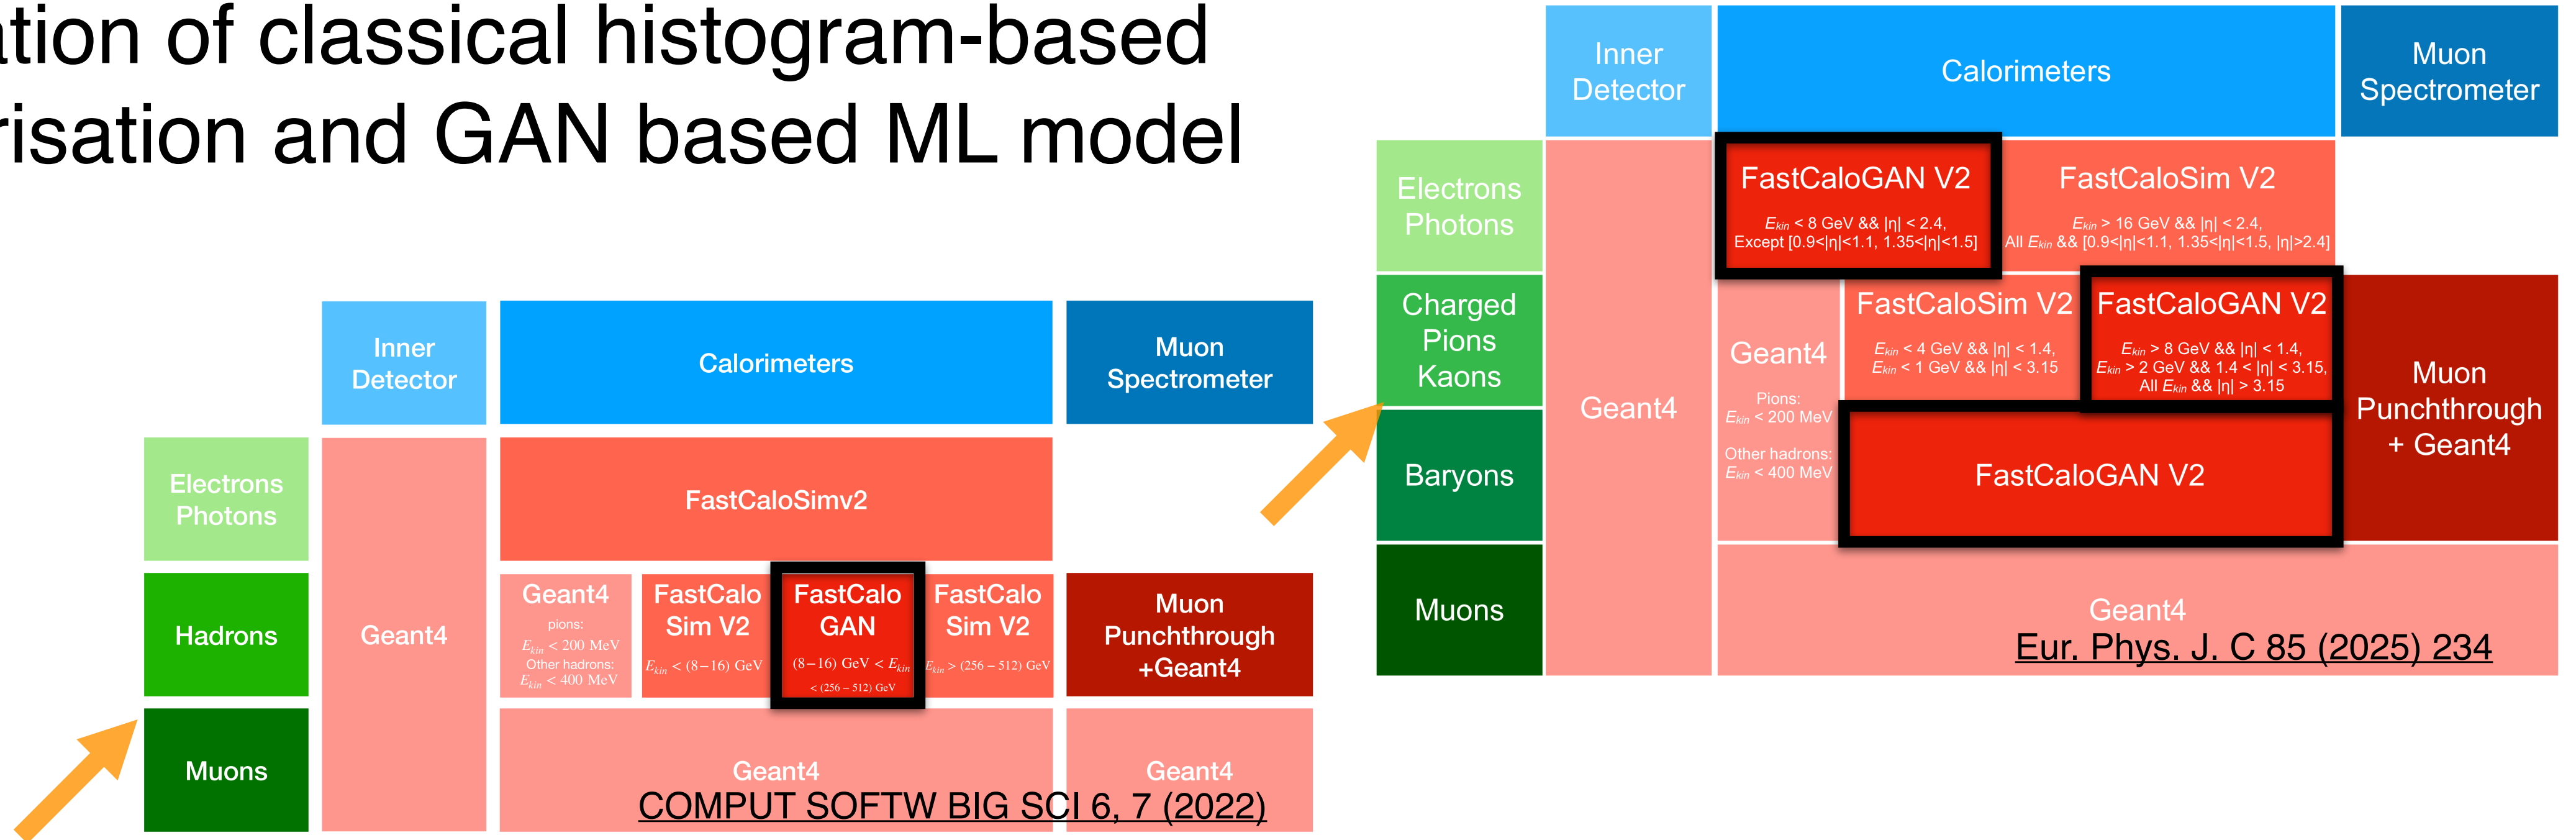 ation of classical histogram-based
risation and GAN based ML model
Inner
Detector
Calorimeters
Muon
Spectrometer
Electrons
Photons
Geant4
FastCaloSimv2
Hadrons
Geant4
pions:
E_kin < 200 MeV
Other hadrons:
E_kin < 400 MeV
FastCalo
Sim V2
E_kin < (8−16) GeV
FastCalo
GAN
(8−16) GeV < E_kin
< (256 − 512) GeV
FastCalo
Sim V2
E_kin > (256 − 512) GeV
Muon
Punchthrough
+Geant4
Muons
Geant4
Geant4
COMPUT SOFTW BIG SCI 6, 7 (2022)
Inner
Detector
Calorimeters
Muon
Spectrometer
Electrons
Photons
Geant4
FastCaloGAN V2
Ekin < 8 GeV && |η| < 2.4,
Except [0.9<|η|<1.1, 1.35<|η|<1.5]
FastCaloSim V2
Ekin > 16 GeV && |η| < 2.4,
All Ekin && [0.9<|η|<1.1, 1.35<|η|<1.5, |η|>2.4]
Charged
Pions
Kaons
Geant4
Pions:
Ekin < 200 MeV
Other hadrons:
Ekin < 400 MeV
FastCaloSim V2
Ekin < 4 GeV && |η| < 1.4,
Ekin < 1 GeV && |η| < 3.15
FastCaloGAN V2
Ekin > 8 GeV && |η| < 1.4,
Ekin > 2 GeV && 1.4 < |η| < 3.15,
All Ekin && |η| > 3.15
Muon
Punchthrough
+ Geant4
Baryons
FastCaloGAN V2
Muons
Geant4
Eur. Phys. J. C 85 (2025) 234